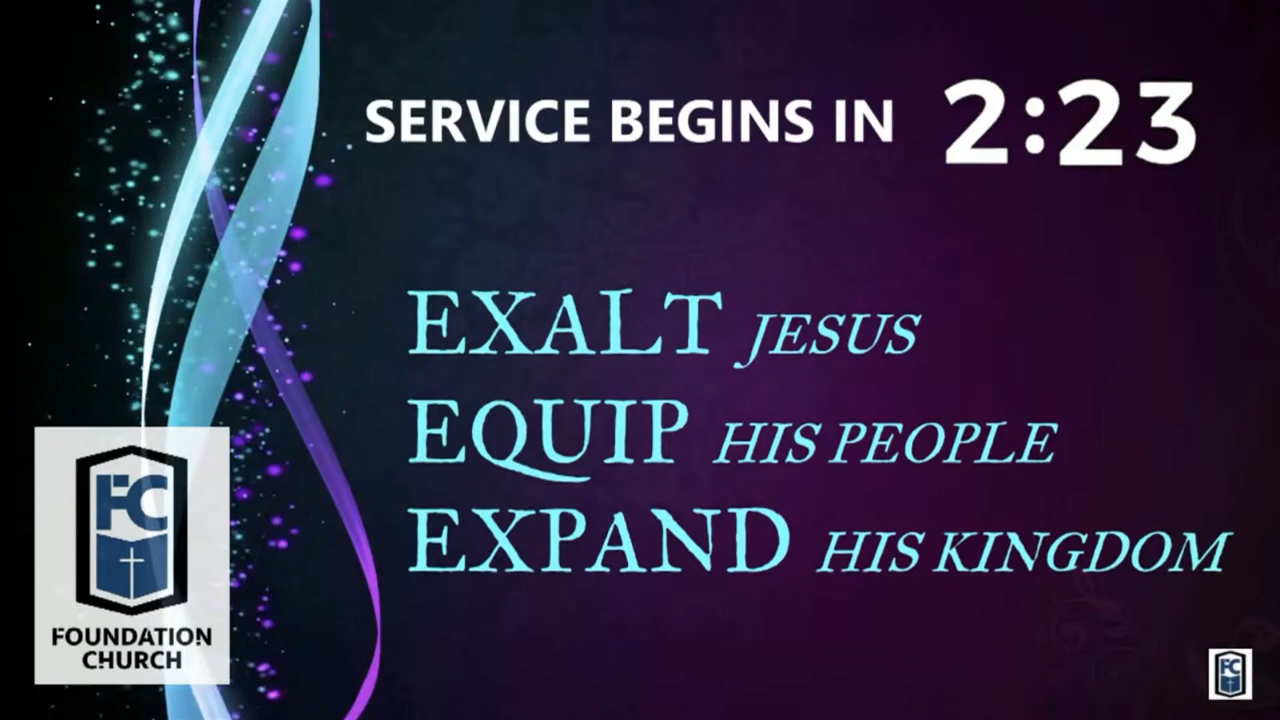 SERVICE BEGINS IN 2:23
EXALT JESUS
EQUIP HIS PEOPLE
EXPAND HIS KINGDOM
FC
FOUNDATION
CHURCH
FC